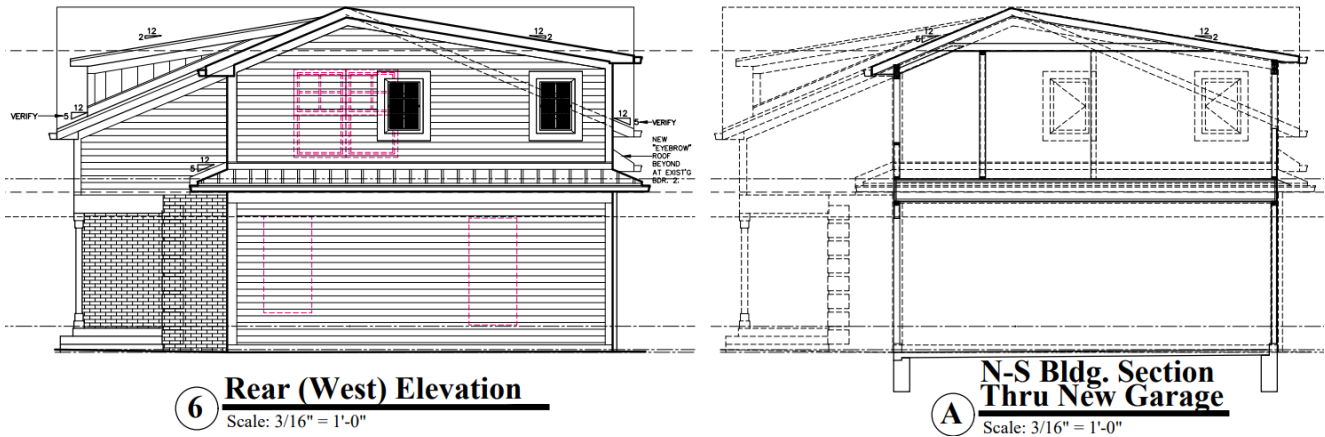 12
2
12
2
12
5
VERIFY
12
5
12
5
VERIFY
NEW
"EYEBROW"
ROOF
BEYOND
AT EXIST'G
BDR. 2.
6
Rear (West) Elevation
Scale: 3/16" = 1'-0"
12
5
12
2
A
N-S Bldg. Section
Thru New Garage
Scale: 3/16" = 1'-0"